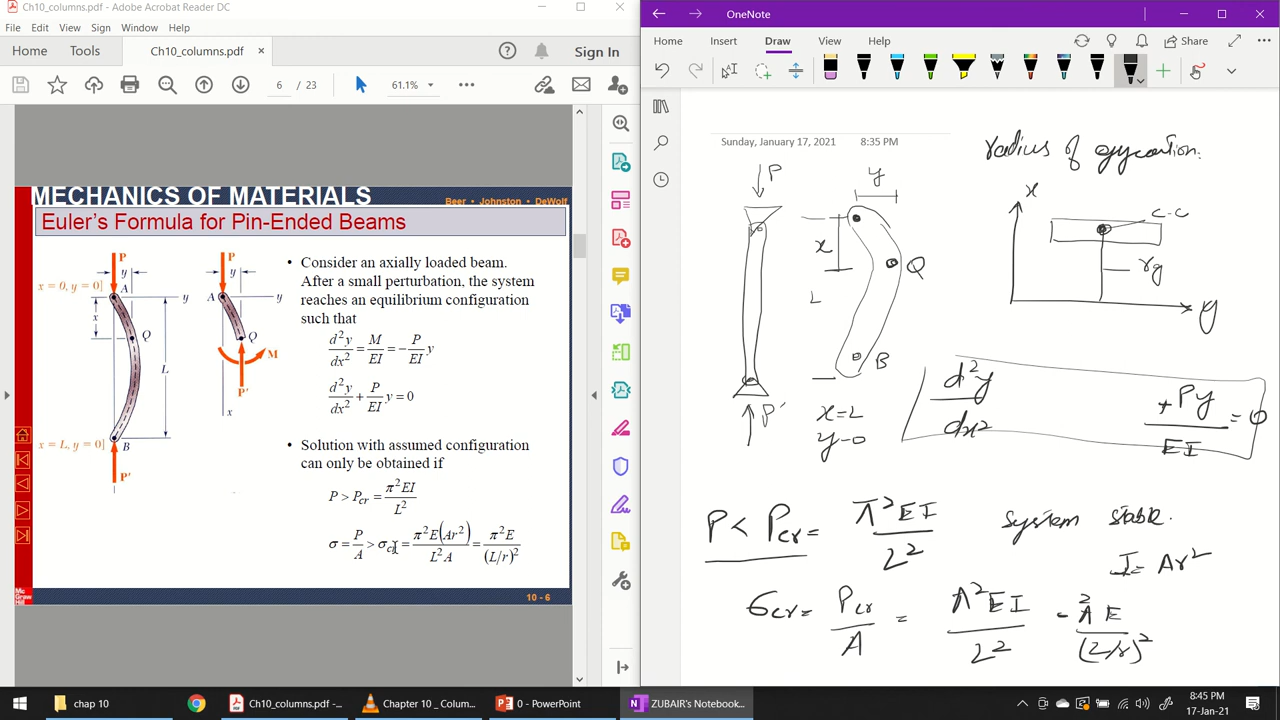 Ch10_columns.pdf - Adobe Acrobat Reader DC
File Edit View Sign Window Help
Home Tools Ch10_columns.pdf × Sign In
6 / 23 61.1%
MECHANICS OF MATERIALS
Beer • Johnston • DeWolf
Euler's Formula for Pin-Ended Beams
P
y
[x = 0, y = 0]
A
y
x
Q
L
[x = L, y = 0]
B
P'
P
y
A
y
Q
M
P'
x
• Consider an axially loaded beam.
After a small perturbation, the system
reaches an equilibrium configuration
such that
d²y/dx² = M/EI = −P/EI y
d²y/dx² + P/EI y = 0
• Solution with assumed configuration
can only be obtained if
P > Pcr = π²EI/L²
σ = P/A > σcr = π²E(Ar²)/L²A = π²E/(L/r)²
Mc
Graw
Hill
10 - 6
OneNote
Home Insert Draw View Help Share
Sunday, January 17, 2021 8:35 PM
radius of
P
y
x
Q
L
B
P'
x=L
y=0
x
C-C
rg
y
d²y/dx² + Py/EI = 0
P < Pcr = π²EI/L² system stable.
I = Ar²
σcr = Pcr/A = π²EI/L² = π²E/(L/r)²
chap 10
Ch10_columns.pdf -...
Chapter 10 _ Colum...
0 - PowerPoint
ZUBAIR's Notebook...
8:45 PM
17-Jan-21